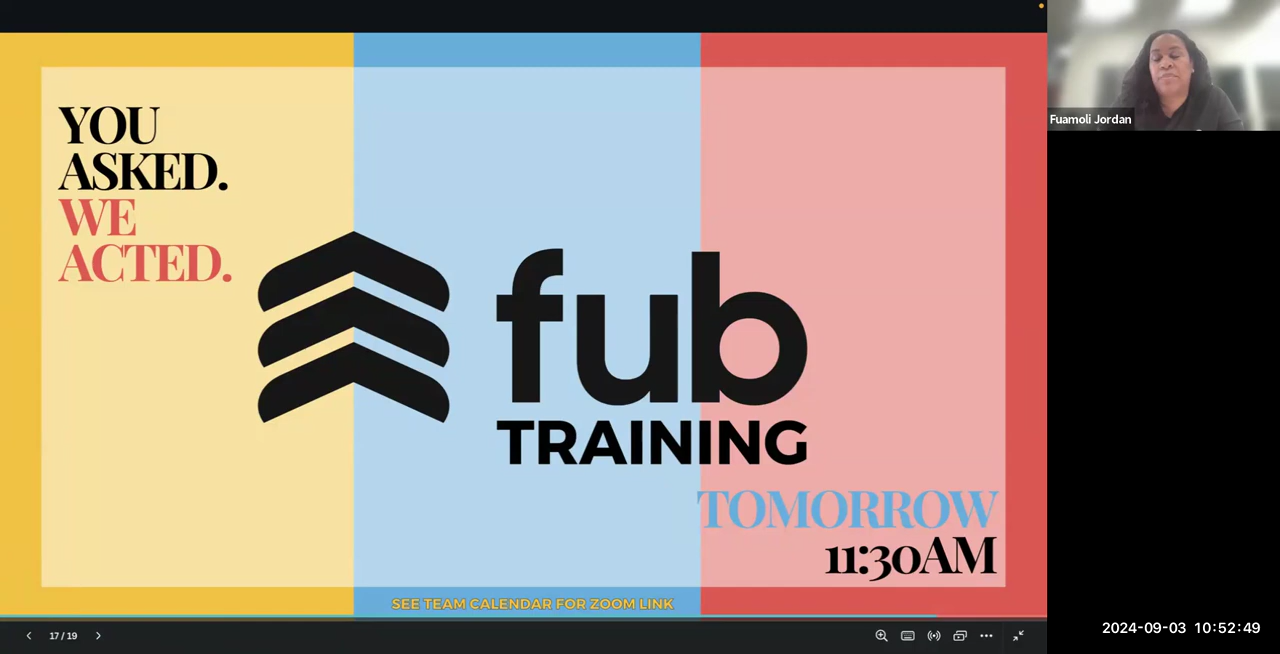 YOU
ASKED.
WE
ACTED.
fub
TRAINING
TOMORROW
11:30AM
SEE TEAM CALENDAR FOR ZOOM LINK
17 / 19
Fuamoli Jordan
2024-09-03 10:52:49